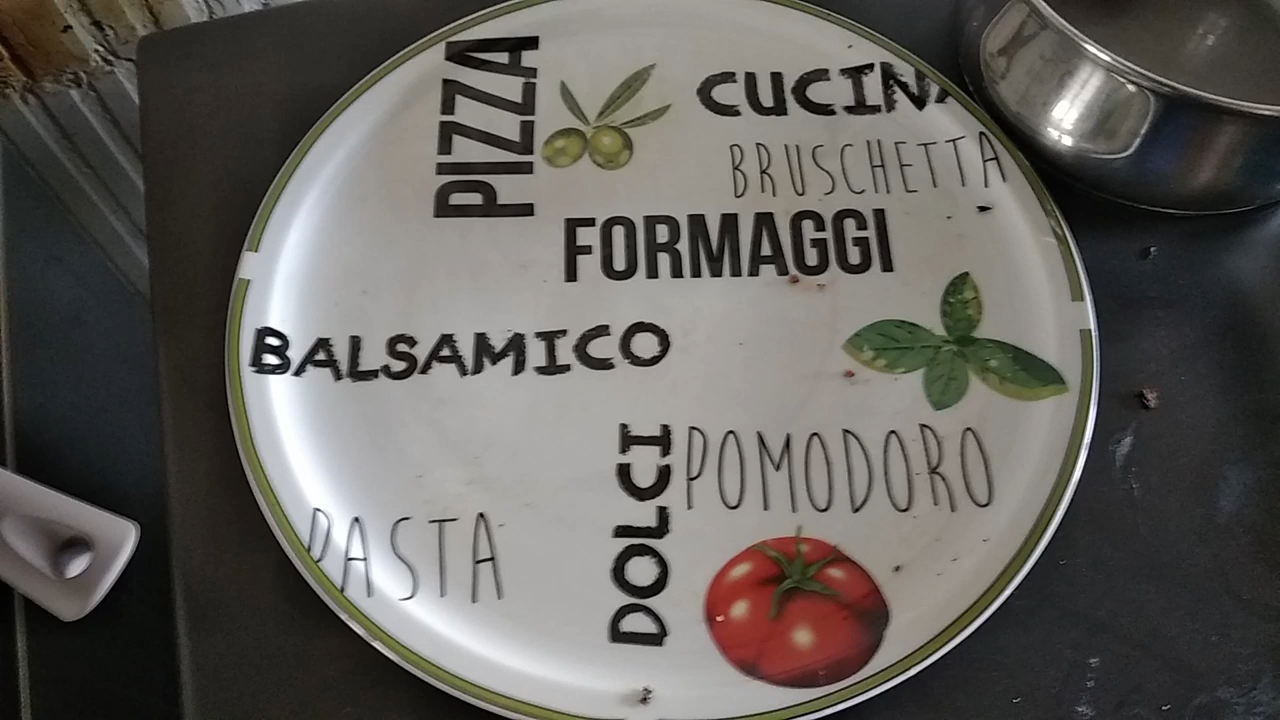 PIZZA
CUCINA
BRUSCHETTA
FORMAGGI
BALSAMICO
DOLCI
POMODORO
PASTA